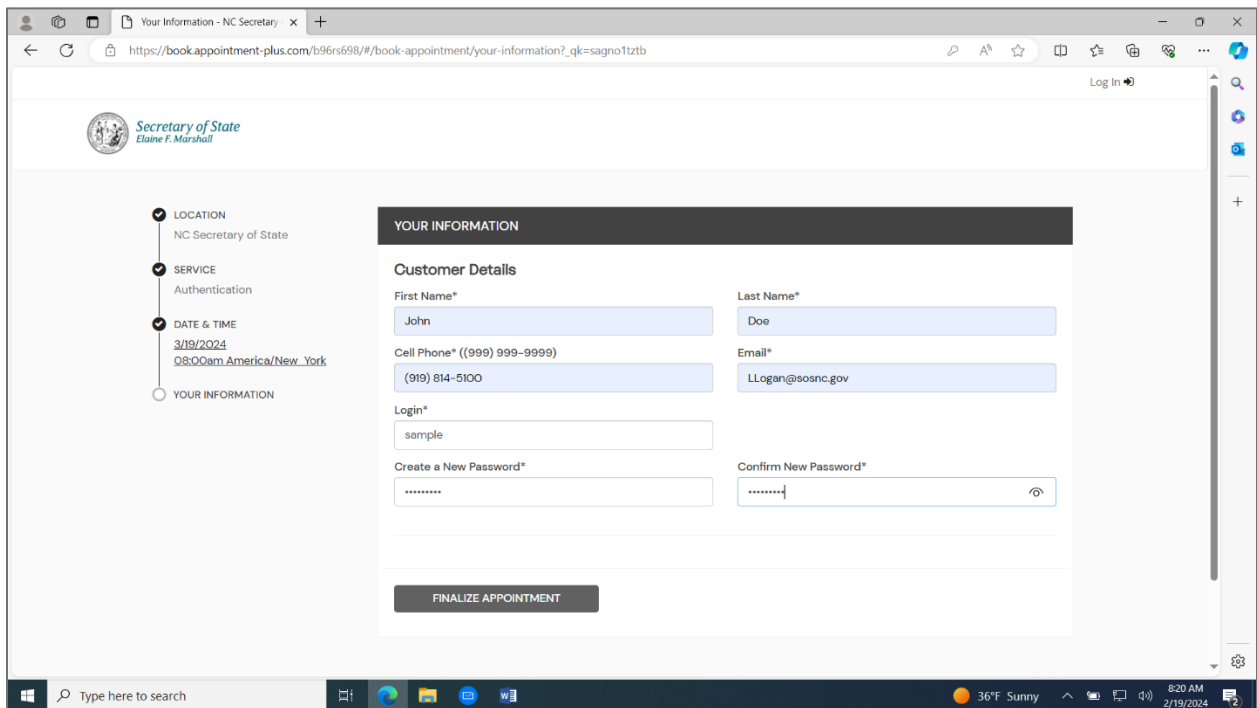 Your Information - NC Secretary
https://book.appointment-plus.com/b96rs698/#/book-appointment/your-information?_qk=sagno1tztb
Log In
Secretary of State
Elaine F. Marshall
LOCATION
NC Secretary of State
SERVICE
Authentication
DATE & TIME
3/19/2024
08:00am America/New_York
YOUR INFORMATION
YOUR INFORMATION
Customer Details
First Name* Last Name*
John Doe
Cell Phone* ((999) 999-9999) Email*
(919) 814-5100 LLogan@sosnc.gov
Login*
sample
Create a New Password* Confirm New Password*
••••••••• •••••••••
FINALIZE APPOINTMENT
Type here to search
36°F Sunny
8:20 AM
2/19/2024
2